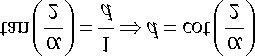 tan(α/2) = 1/d ⇒ d = cot(α/2)